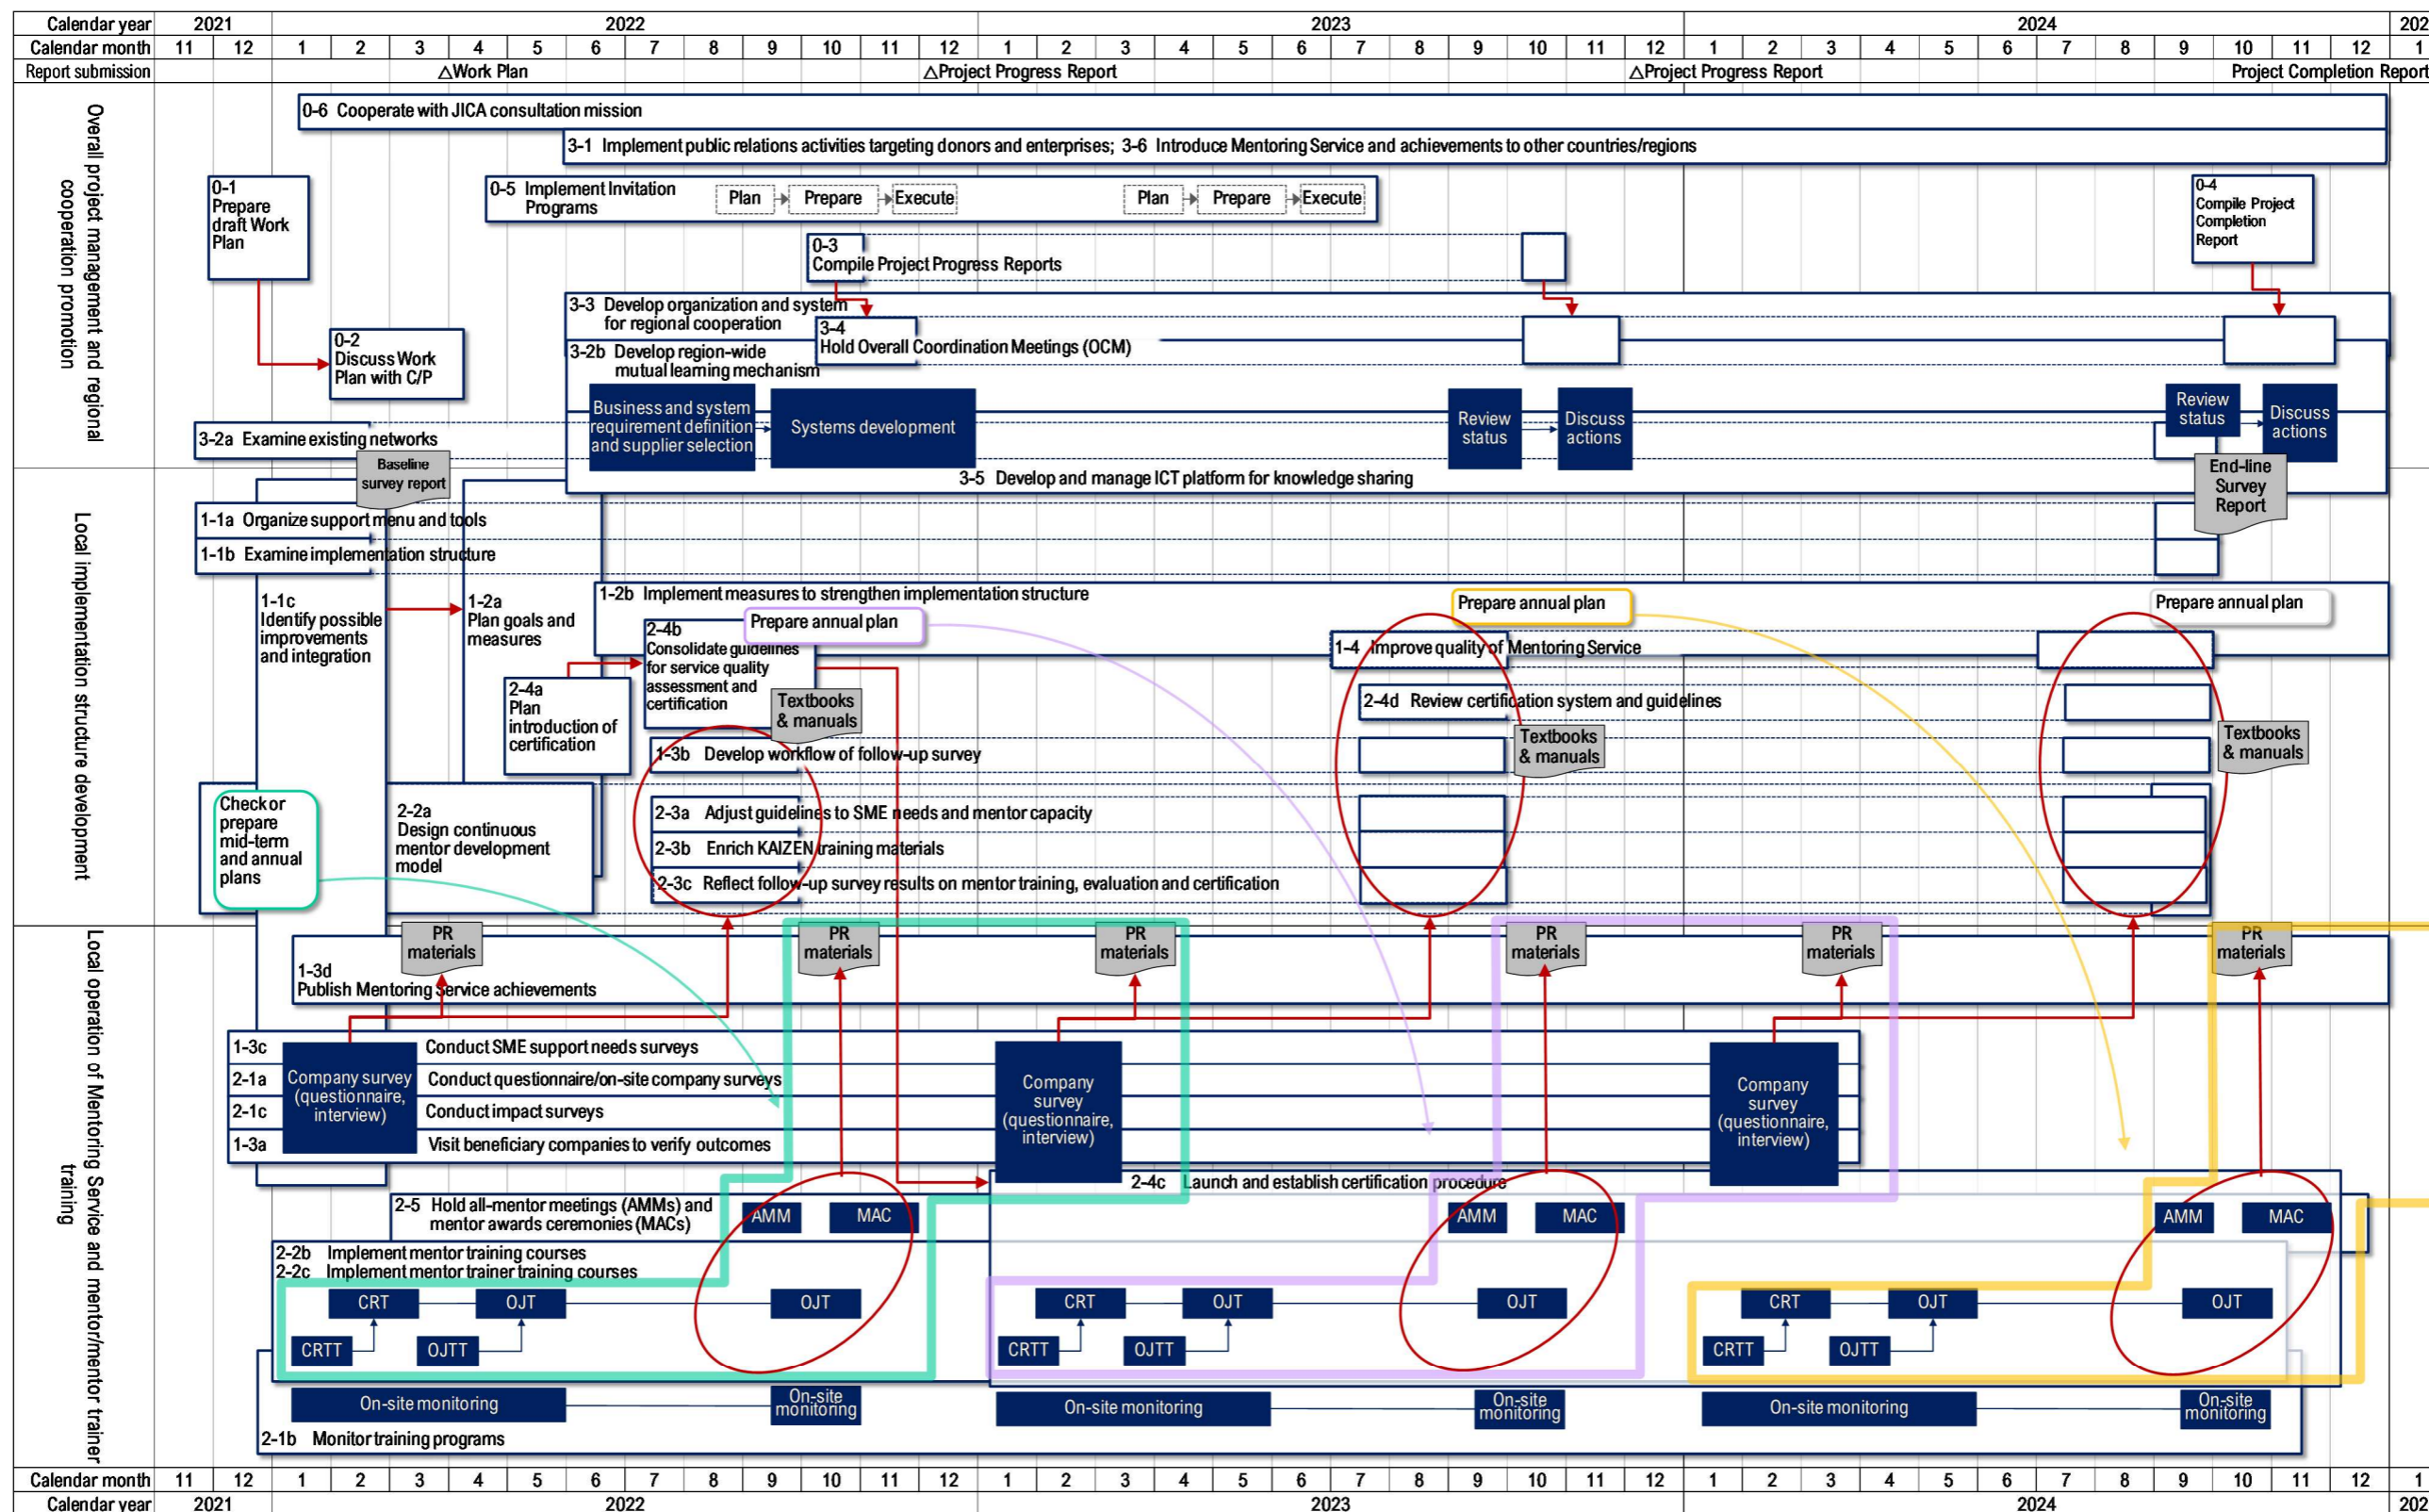 Calendar year 2021 2022 2023 2024 202
Calendar month 11 12 1 2 3 4 5 6 7 8 9 10 11 12 1 2 3 4 5 6 7 8 9 10 11 12 1 2 3 4 5 6 7 8 9 10 11 12 1
Report submission △Work Plan △Project Progress Report △Project Progress Report Project Completion Report
Overall project management and regional
cooperation promotion
0-6 Cooperate with JICA consultation mission
3-1 Implement public relations activities targeting donors and enterprises; 3-6 Introduce Mentoring Service and achievements to other countries/regions
0-1
Prepare
draft Work
Plan
0-5 Implement Invitation
Programs
Plan Prepare Execute
Plan Prepare Execute
0-4
Compile Project
Completion
Report
0-3
Compile Project Progress Reports
3-3 Develop organization and system
for regional cooperation
3-4
Hold Overall Coordination Meetings (OCM)
0-2
Discuss Work
Plan with C/P
3-2b Develop region-wide
mutual learning mechanism
Business and system
requirement definition
and supplier selection
Systems development
Review
status
Discuss
actions
Review
status
Discuss
actions
3-2a Examine existing networks
Baseline
survey report
3-5 Develop and manage ICT platform for knowledge sharing
End-line
Survey
Report
Local implementation structure development
1-1a Organize support menu and tools
1-1b Examine implementation structure
1-1c
Identify possible
improvements
and integration
1-2a
Plan goals and
measures
1-2b Implement measures to strengthen implementation structure
Prepare annual plan
Prepare annual plan
Prepare annual plan
2-4b
Consolidate guidelines
for service quality
assessment and
certification
1-4 Improve quality of Mentoring Service
2-4a
Plan
introduction of
certification
Textbooks
& manuals
2-4d Review certification system and guidelines
Textbooks
& manuals
Textbooks
& manuals
1-3b Develop workflow of follow-up survey
Check or
prepare
mid-term
and annual
plans
2-2a
Design continuous
mentor development
model
2-3a Adjust guidelines to SME needs and mentor capacity
2-3b Enrich KAIZEN training materials
2-3c Reflect follow-up survey results on mentor training, evaluation and certification
Local operation of Mentoring Service and mentor/mentor trainer
training
PR
materials
PR
materials
PR
materials
PR
materials
PR
materials
PR
materials
1-3d
Publish Mentoring Service achievements
1-3c Conduct SME support needs surveys
2-1a Conduct questionnaire/on-site company surveys
2-1c Conduct impact surveys
1-3a Visit beneficiary companies to verify outcomes
Company survey
(questionnaire,
interview)
Company
survey
(questionnaire,
interview)
Company
survey
(questionnaire,
interview)
2-4c Launch and establish certification procedure
2-5 Hold all-mentor meetings (AMMs) and
mentor awards ceremonies (MACs)
AMM MAC AMM MAC AMM MAC
2-2b Implement mentor training courses
2-2c Implement mentor trainer training courses
CRT OJT OJT CRT OJT OJT CRT OJT OJT
CRTT OJTT CRTT OJTT CRTT OJTT
On-site monitoring
On-site
monitoring
On-site monitoring
On-site
monitoring
On-site monitoring
On-site
monitoring
2-1b Monitor training programs
Calendar month 11 12 1 2 3 4 5 6 7 8 9 10 11 12 1 2 3 4 5 6 7 8 9 10 11 12 1 2 3 4 5 6 7 8 9 10 11 12 1
Calendar year 2021 2022 2023 2024 202